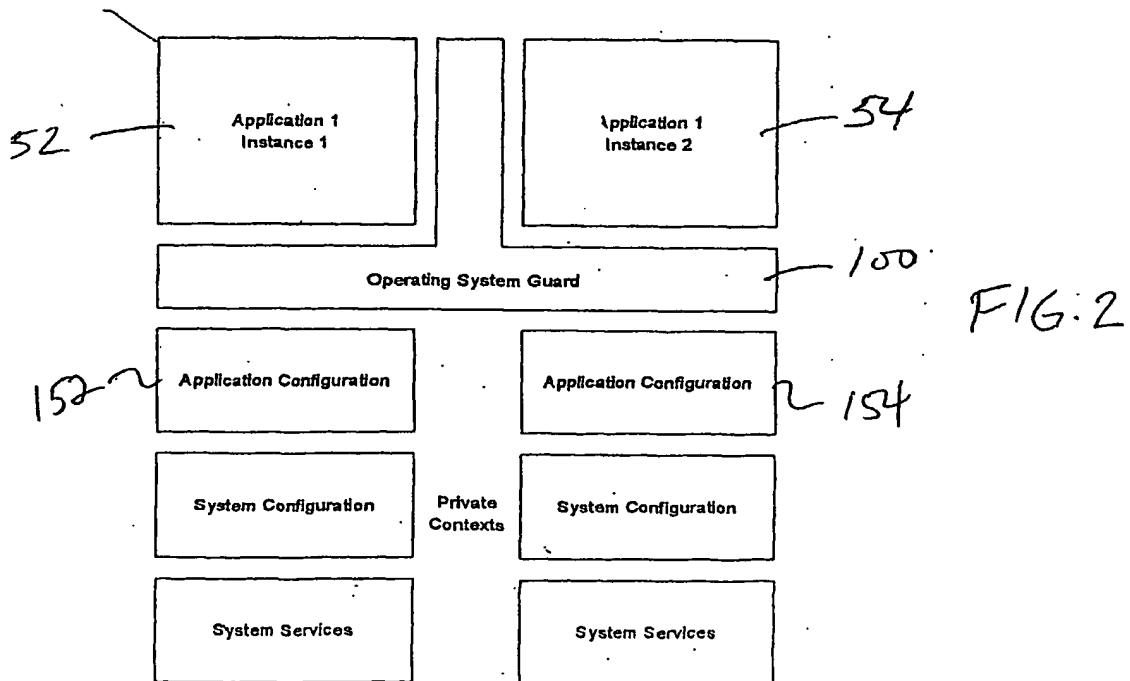 52
Application 1
Instance 1
Application 1
Instance 2
54
Operating System Guard
100
FIG:2
152
Application Configuration
Application Configuration
154
System Configuration
Private
Contexts
System Configuration
System Services
System Services